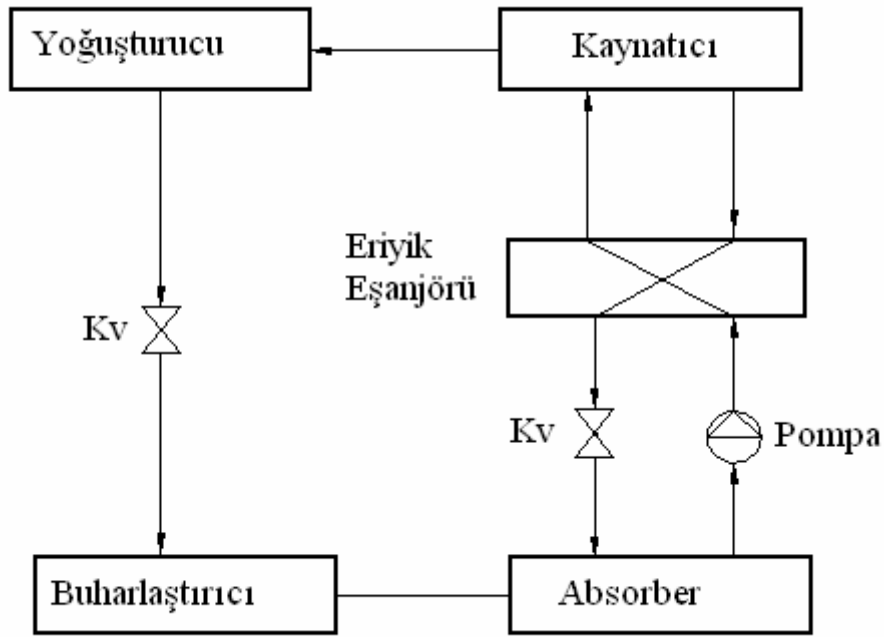 Yoğuşturucu
Kaynatıcı
Eriyik
Eşanjörü
Kv
Kv
Pompa
Buharlaştırıcı
Absorber